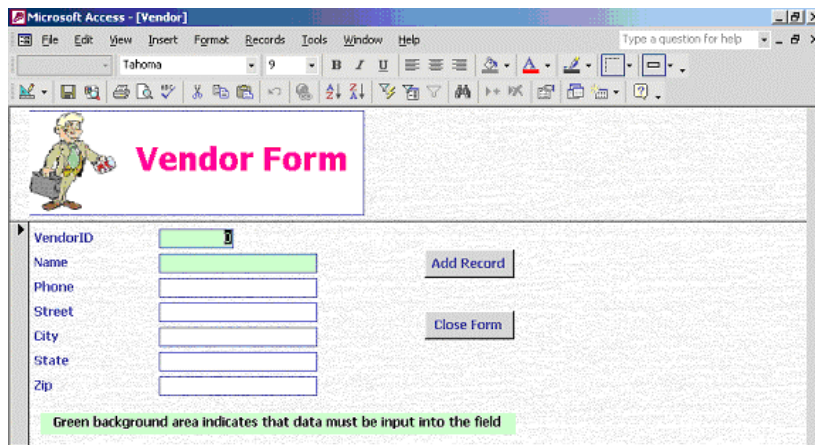 Microsoft Access - [Vendor]
File Edit View Insert Format Records Tools Window Help Type a question for help
Tahoma 9 B I U
Vendor Form
VendorID 0
Name Add Record
Phone
Street
City Close Form
State
Zip
Green background area indicates that data must be input into the field